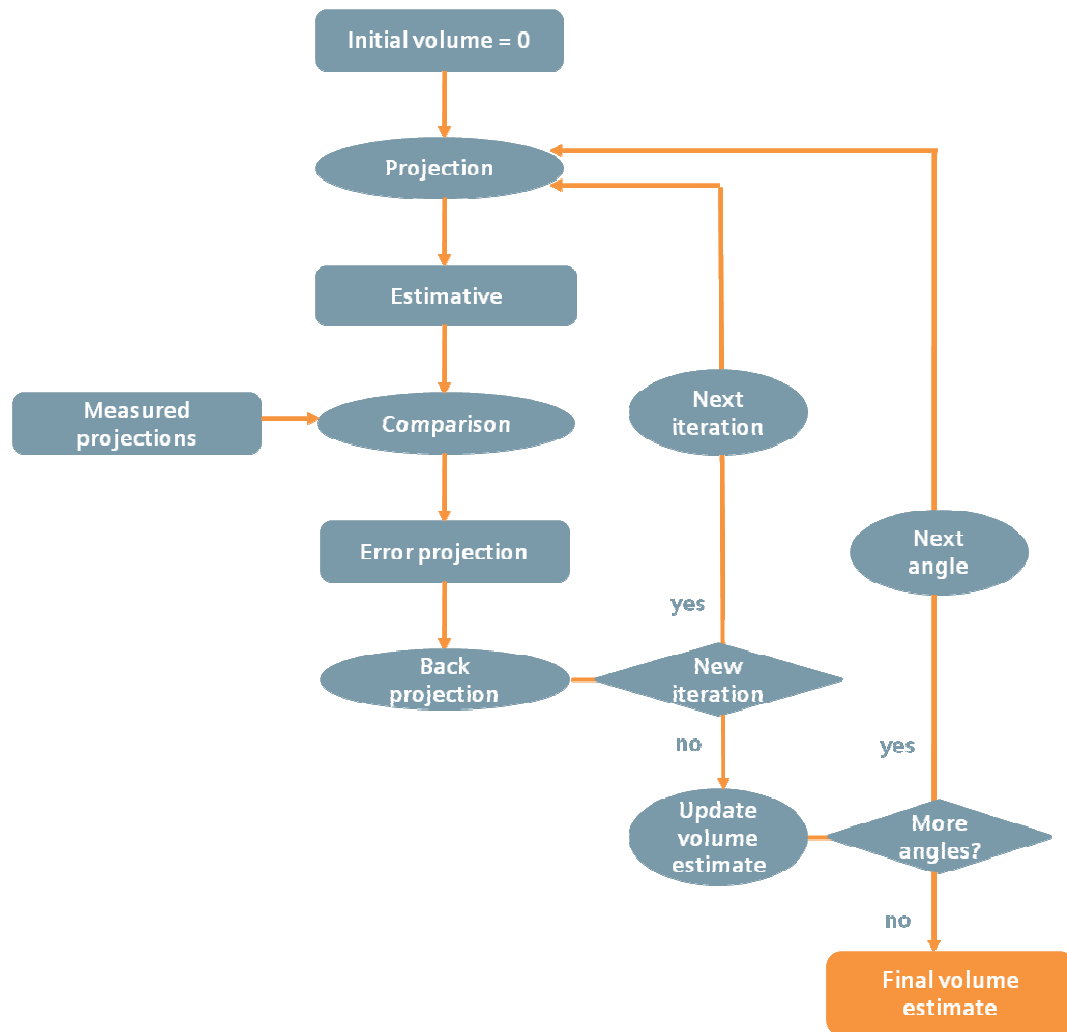 Initial volume = 0
Projection
Estimative
Measured
projections
Comparison
Next
iteration
Error projection
Next
angle
yes
Back
projection
New
iteration
no
yes
Update
volume
estimate
More
angles?
no
Final volume
estimate